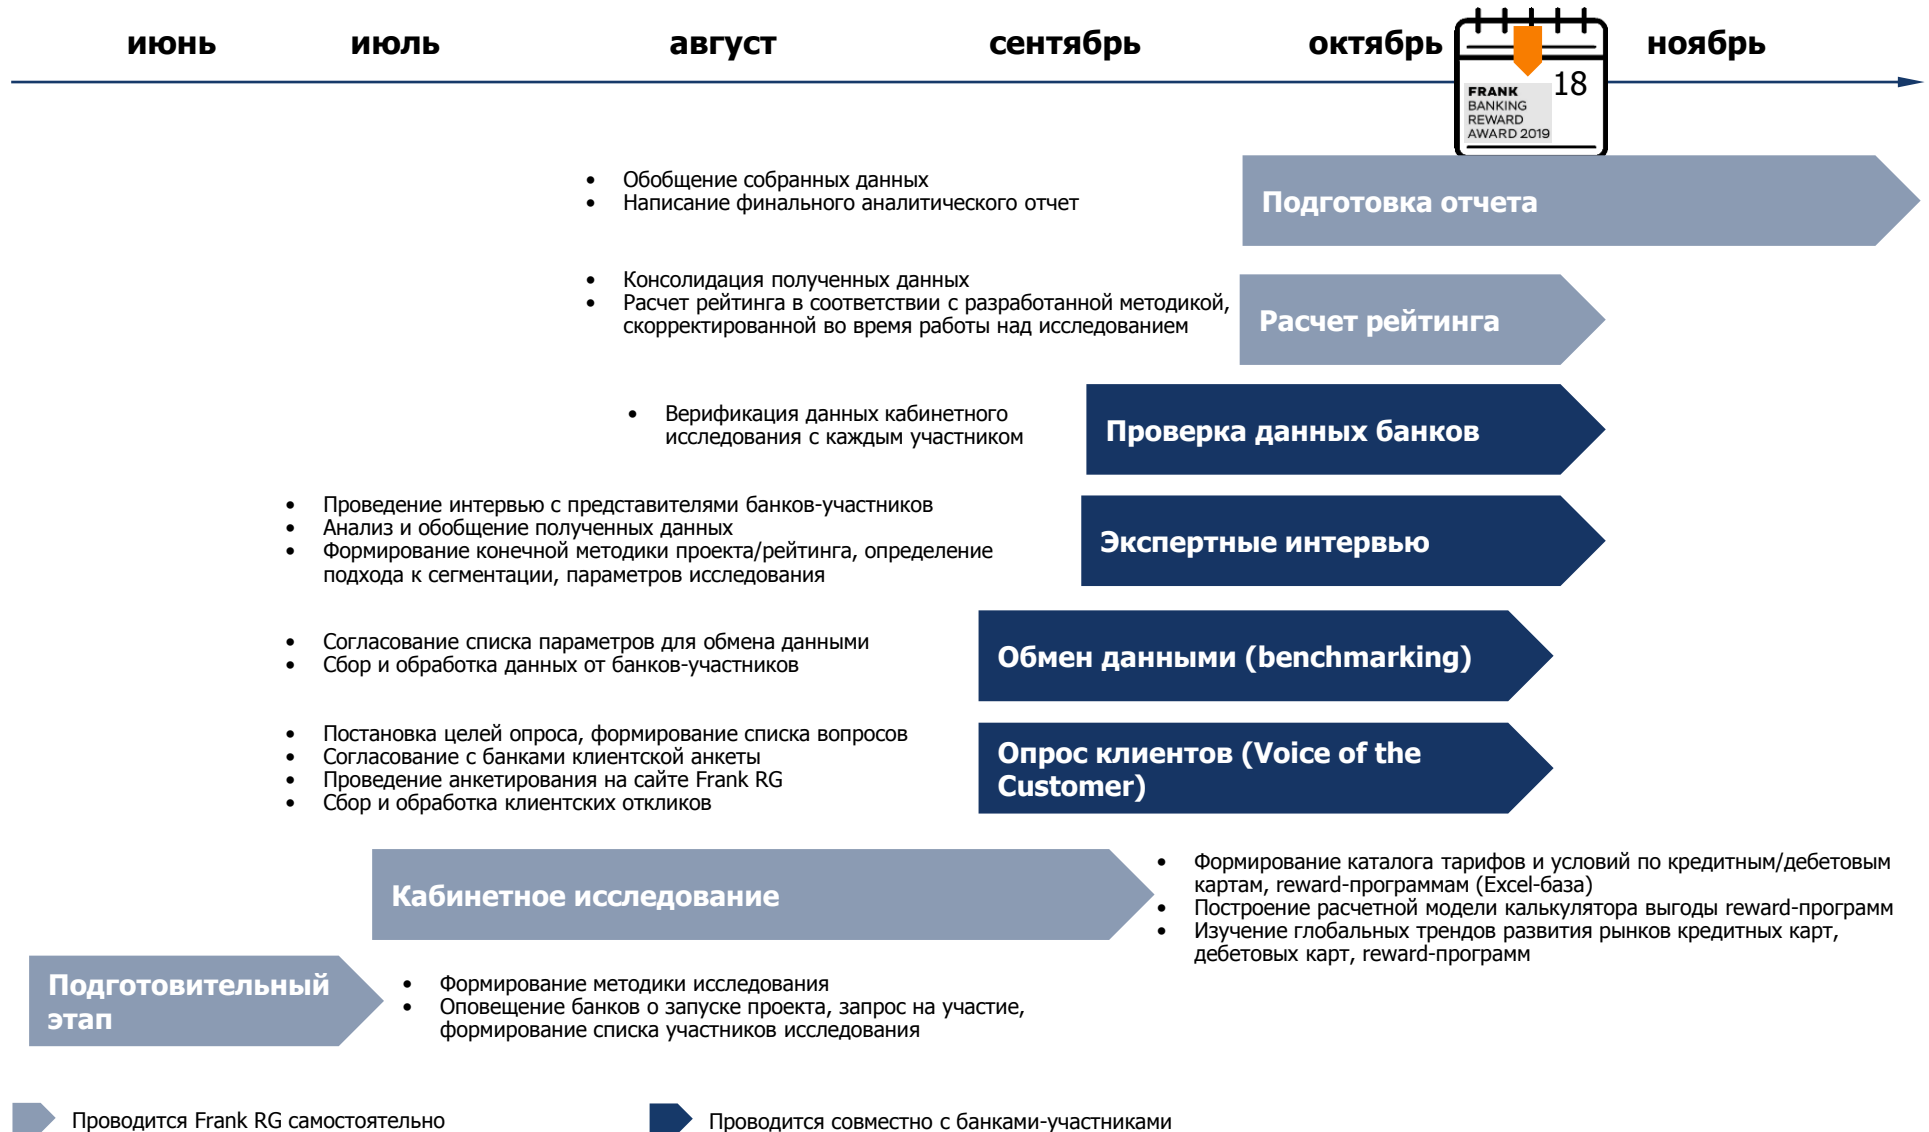 июнь июль август сентябрь октябрь ноябрь
18
FRANK
BANKING
REWARD
AWARD 2019
• Обобщение собранных данных
• Написание финального аналитического отчет
Подготовка отчета
• Консолидация полученных данных
• Расчет рейтинга в соответствии с разработанной методикой,
скорректированной во время работы над исследованием
Расчет рейтинга
• Верификация данных кабинетного
исследования с каждым участником
Проверка данных банков
• Проведение интервью с представителями банков-участников
• Анализ и обобщение полученных данных
• Формирование конечной методики проекта/рейтинга, определение
подхода к сегментации, параметров исследования
Экспертные интервью
• Согласование списка параметров для обмена данными
• Сбор и обработка данных от банков-участников
Обмен данными (benchmarking)
• Постановка целей опроса, формирование списка вопросов
• Согласование с банками клиентской анкеты
• Проведение анкетирования на сайте Frank RG
• Сбор и обработка клиентских откликов
Опрос клиентов (Voice of the
Customer)
Кабинетное исследование
• Формирование каталога тарифов и условий по кредитным/дебетовым
картам, reward-программам (Excel-база)
• Построение расчетной модели калькулятора выгоды reward-программ
• Изучение глобальных трендов развития рынков кредитных карт,
дебетовых карт, reward-программ
Подготовительный
этап
• Формирование методики исследования
• Оповещение банков о запуске проекта, запрос на участие,
формирование списка участников исследования
Проводится Frank RG самостоятельно
Проводится совместно с банками-участниками